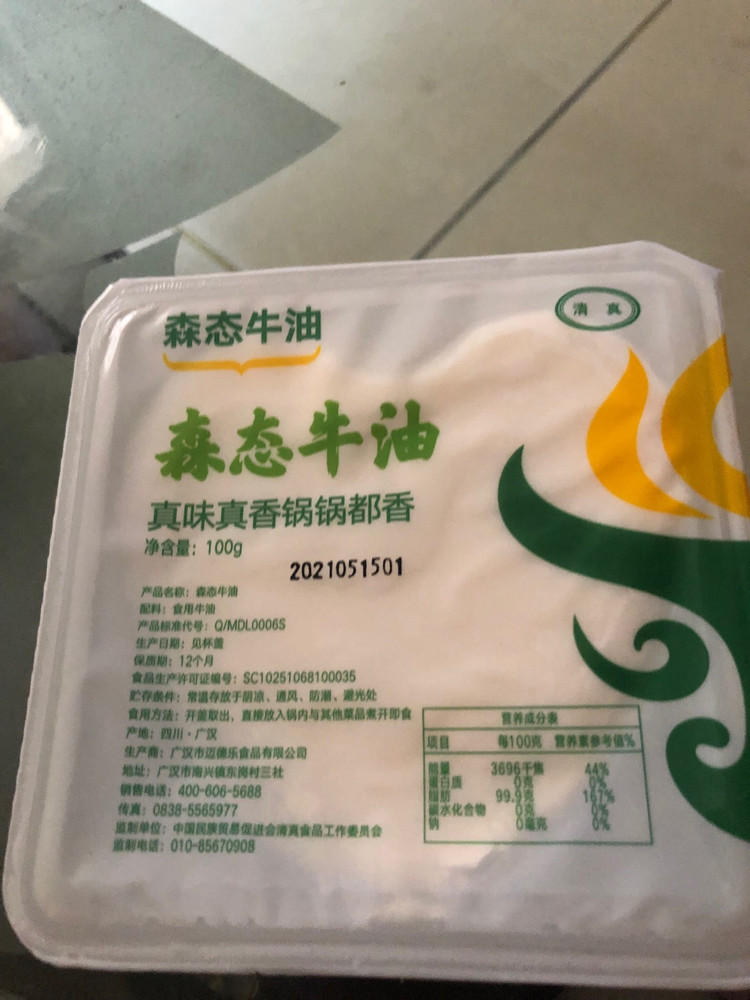 森态牛油
清 真
森态牛油
真味真香锅锅都香
净含量：100g
2021051501
产品名称：森态牛油
配料：食用牛油
产品标准代号：Q/MDL0006S
生产日期：见杯盖
保质期：12个月
食品生产许可证编号：SC10251068100035
贮存条件：常温存放于阴凉、通风、防潮、避光处
食用方法：开盖取出，直接放入锅内与其他菜品煮开即食
产地：四川·广汉
生产商：广汉市迈德乐食品有限公司
地址：广汉市南兴镇东岗村三社
销售电话：400-606-5688
传真：0838-5565977
监制单位：中国民族贸易促进会清真食品工作委员会
监制电话：010-85670908
营养成分表
项目 每100克 营养素参考值%
能量 3696千焦 44%
蛋白质 0克 0%
脂肪 99.9克 167%
碳水化合物 0克 0%
钠 0毫克 0%